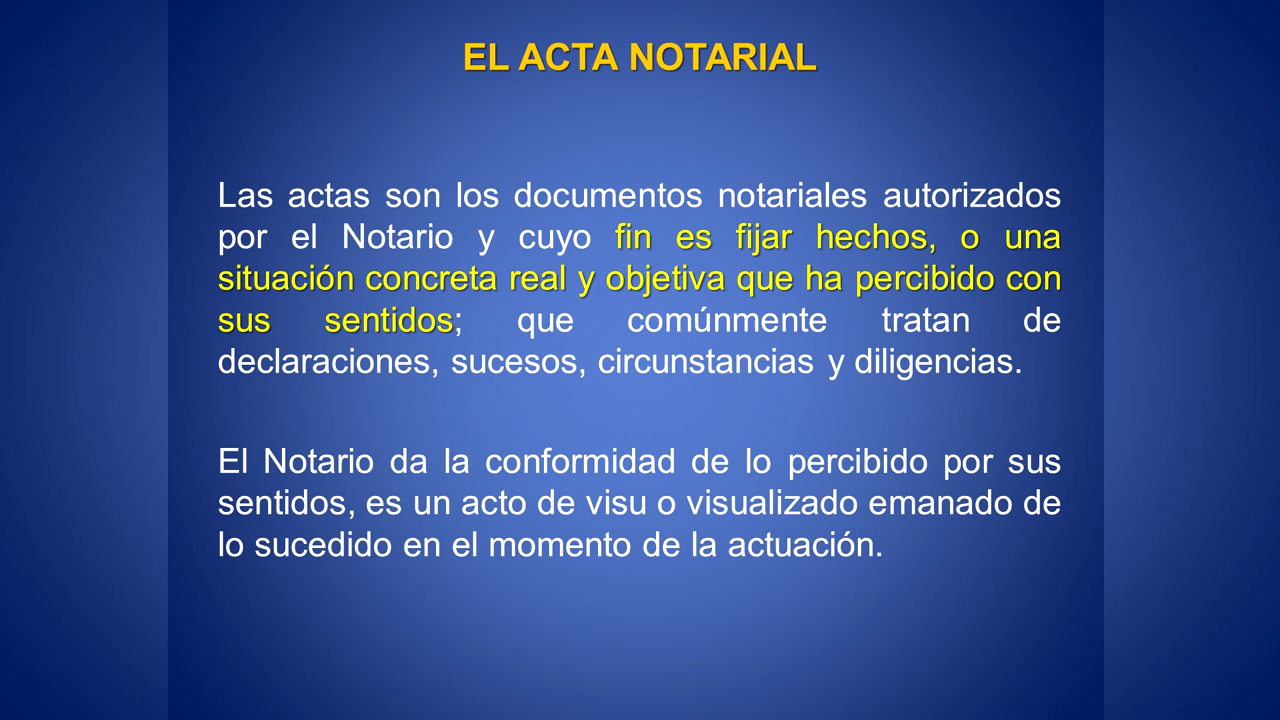 EL ACTA NOTARIAL
Las actas son los documentos notariales autorizados
por el Notario y cuyo fin es fijar hechos, o una
situación concreta real y objetiva que ha percibido con
sus sentidos; que comúnmente tratan de
declaraciones, sucesos, circunstancias y diligencias.
El Notario da la conformidad de lo percibido por sus
sentidos, es un acto de visu o visualizado emanado de
lo sucedido en el momento de la actuación.